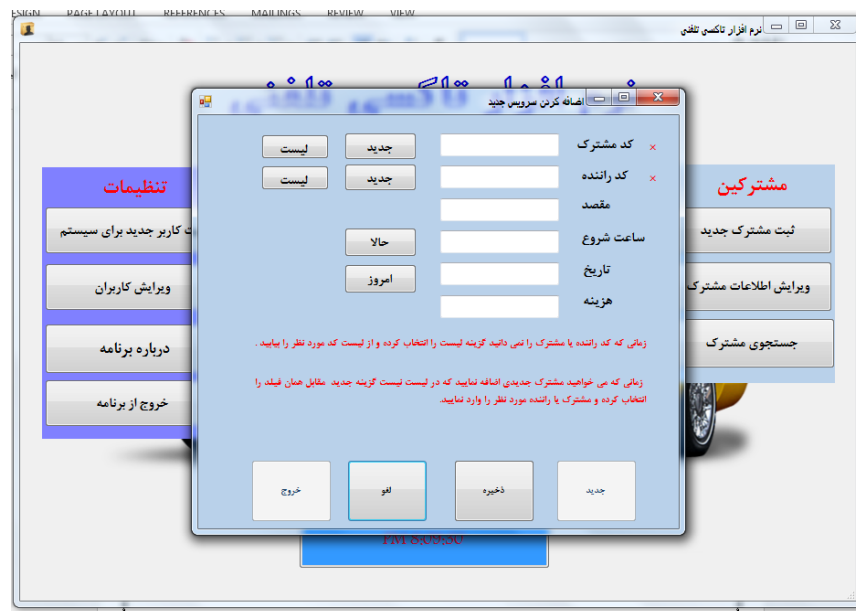 PAGE LAYOUT REFERENCES MAILINGS REVIEW VIEW
نرم افزار تاکسی تلفنی
اضافه کردن سرویس جدید
× کد مشترک جدید لیست
× کد راننده جدید لیست
مقصد
ساعت شروع حالا
تاریخ امروز
هزینه
زمانی که کد راننده یا مشترک را نمی دانید گزینه لیست را انتخاب کرده و از لیست کد مورد نظر را بیابید .
زمانی که می خواهید مشترک جدیدی اضافه نمایید که در لیست نیست گزینه جدید مقابل همان فیلد را
انتخاب کرده و مشترک یا راننده مورد نظر را وارد نمایید.
جدید ذخیره لغو خروج
مشترکین
ثبت مشترک جدید
ویرایش اطلاعات مشترک
جستجوی مشترک
تنظیمات
کاربر جدید برای سیستم
ویرایش کاربران
درباره برنامه
خروج از برنامه